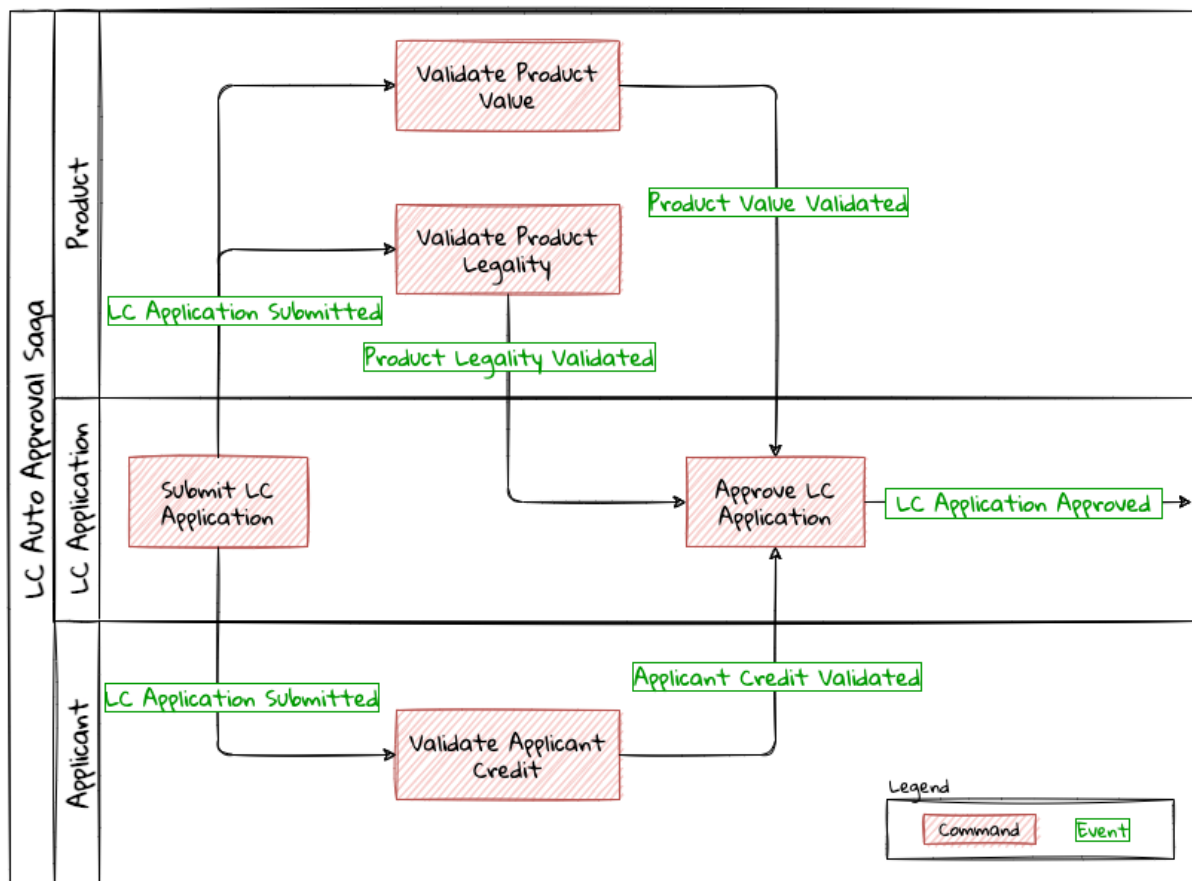 LC Auto Approval Saga
Product
Validate Product
Value
Product Value Validated
Validate Product
Legality
LC Application Submitted
Product Legality Validated
LC Application
Submit LC
Application
Approve LC
Application
LC Application Approved
Applicant
LC Application Submitted
Applicant Credit Validated
Validate Applicant
Credit
Legend
Command
Event